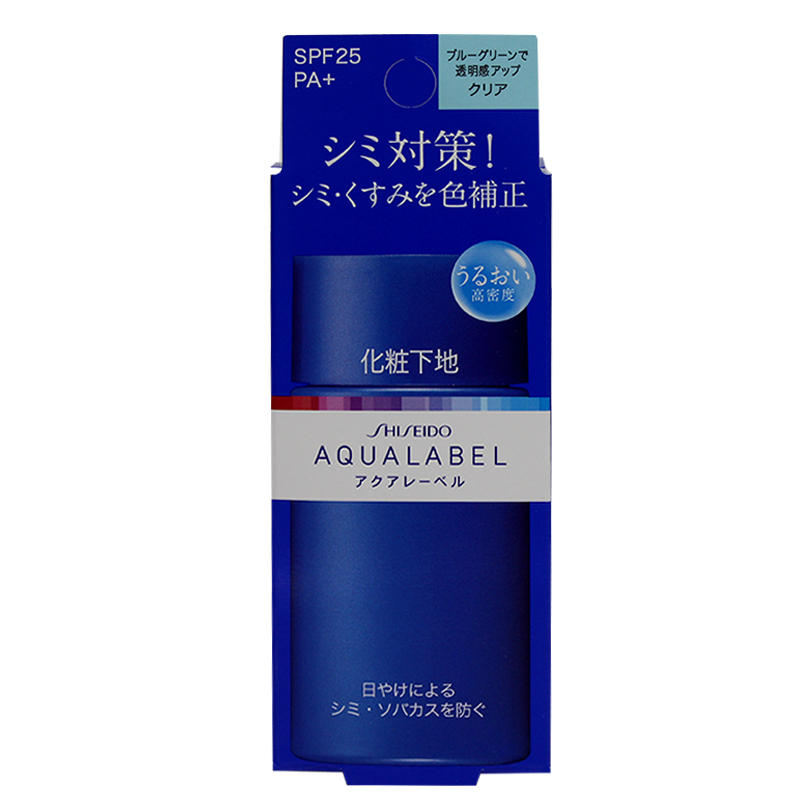 SPF25
PA+
ブルーグリーンで
透明感アップ
クリア
シミ対策!
シミ・くすみを色補正
うるおい
高密度
化粧下地
SHISEIDO
AQUALABEL
アクアレーベル
日やけによる
シミ・ソバカスを防ぐ